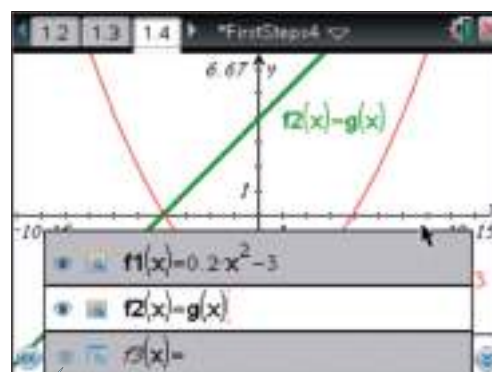 1.2 1.3 1.4 *FirstSteps4
6.67 y
f2(x)=g(x)
1
-10
f1(x)=0.2·x²-3
f2(x)=g(x)
f3(x)=